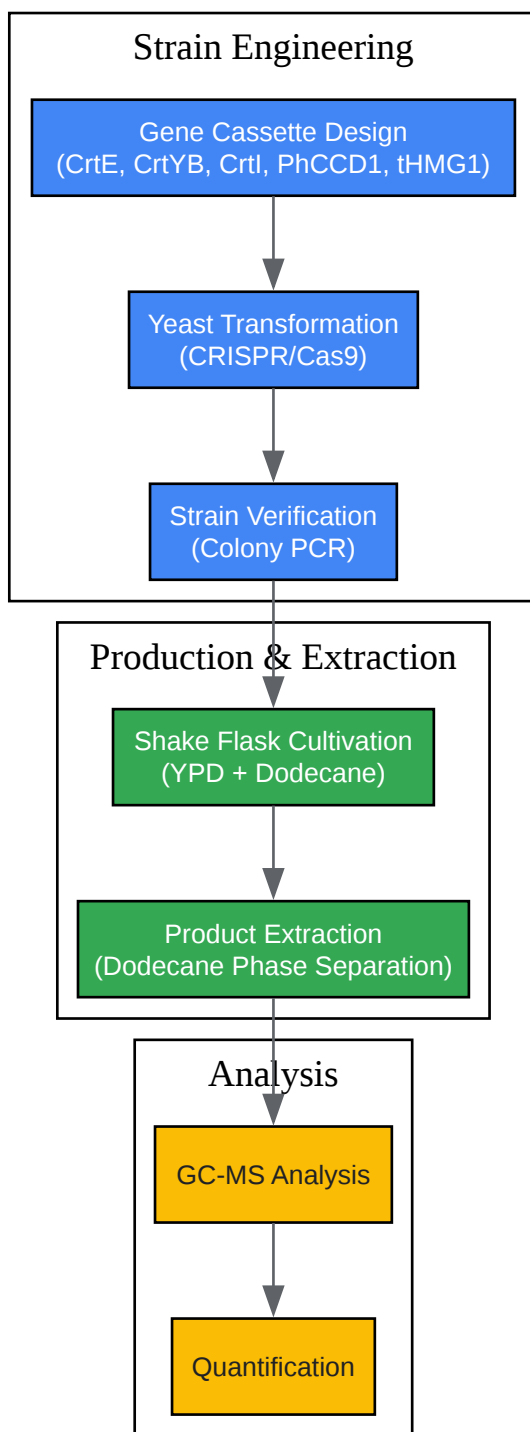 Strain Engineering
Gene Cassette Design
(CrtE, CrtYB, CrtI, PhCCD1, tHMG1)
Yeast Transformation
(CRISPR/Cas9)
Strain Verification
(Colony PCR)
Production & Extraction
Shake Flask Cultivation
(YPD + Dodecane)
Product Extraction
(Dodecane Phase Separation)
Analysis
GC-MS Analysis
Quantification